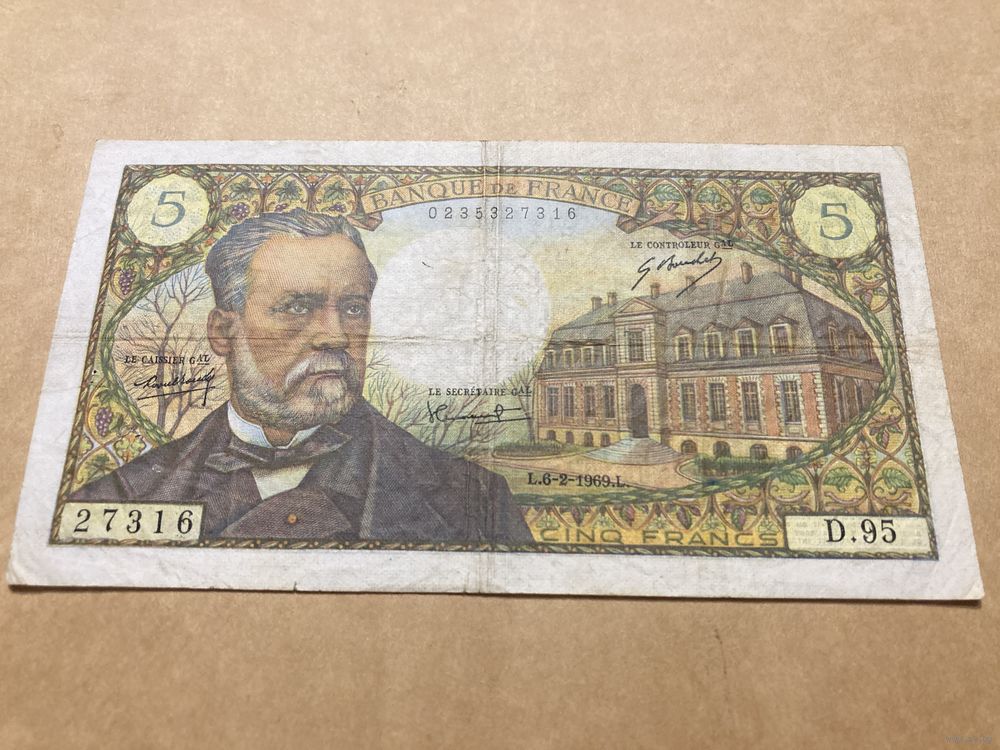 5
BANQUE DE FRANCE
5
0235327316
LE CONTROLEUR GAL
G Bouchet
LE CAISSIER GAL
LE SECRÉTAIRE GAL
L.6-2-1969.L.
27316
CINQ FRANCS
D.95